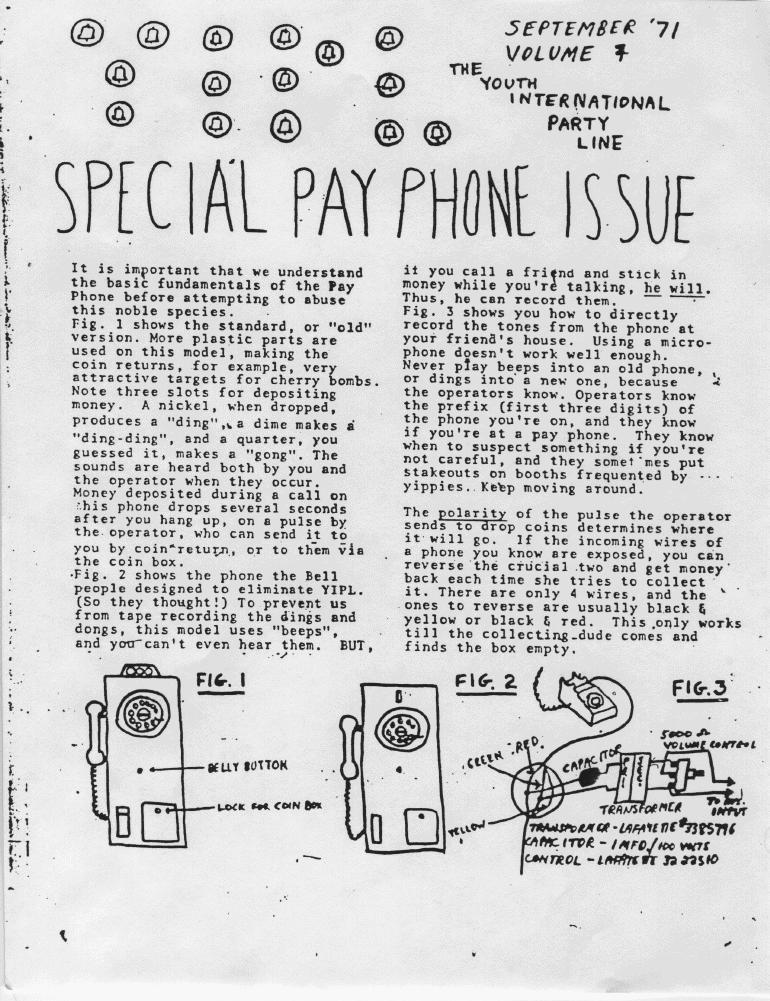 SEPTEMBER '71
VOLUME 7
THE
YOUTH
INTERNATIONAL
PARTY
LINE
SPECIAL PAY PHONE ISSUE
It is important that we understand
the basic fundamentals of the Pay
Phone before attempting to abuse
this noble species.
Fig. 1 shows the standard, or "old"
version. More plastic parts are
used on this model, making the
coin returns, for example, very
attractive targets for cherry bombs.
Note three slots for depositing
money. A nickel, when dropped,
produces a "ding", a dime makes a
"ding-ding", and a quarter, you
guessed it, makes a "gong". The
sounds are heard both by you and
the operator when they occur.
Money deposited during a call on
this phone drops several seconds
after you hang up, on a pulse by
the operator, who can send it to
you by coin return, or to them via
the coin box.
Fig. 2 shows the phone the Bell
people designed to eliminate YIPL.
(So they thought!) To prevent us
from tape recording the dings and
dongs, this model uses "beeps",
and you can't even hear them. BUT,
if you call a friend and stick in
money while you're talking, he will.
Thus, he can record them.
Fig. 3 shows you how to directly
record the tones from the phone at
your friend's house. Using a micro-
phone doesn't work well enough.
Never play beeps into an old phone,
or dings into a new one, because
the operators know. Operators know
the prefix (first three digits) of
the phone you're on, and they know
if you're at a pay phone. They know
when to suspect something if you're
not careful, and they sometimes put
stakeouts on booths frequented by
yippies. Keep moving around.
The polarity of the pulse the operator
sends to drop coins determines where
it will go. If the incoming wires of
a phone you know are exposed, you can
reverse the crucial two and get money
back each time she tries to collect
it. There are only 4 wires, and the
ones to reverse are usually black &
yellow or black & red. This only works
till the collecting dude comes and
finds the box empty.
FIG. 1
BELLY BUTTON
LOCK FOR COIN BOX
FIG. 2
FIG. 3
GREEN
RED
YELLOW
CAPACITOR
PRI
SEC
TRANSFORMER
5000 Ω
VOLUME CONTROL
TO
INPUT
TRANSFORMER - LAFAYETTE #3385796
CAPACITOR - 1 MFD / 100 VOLTS
CONTROL - LAFAYETTE 32 22310